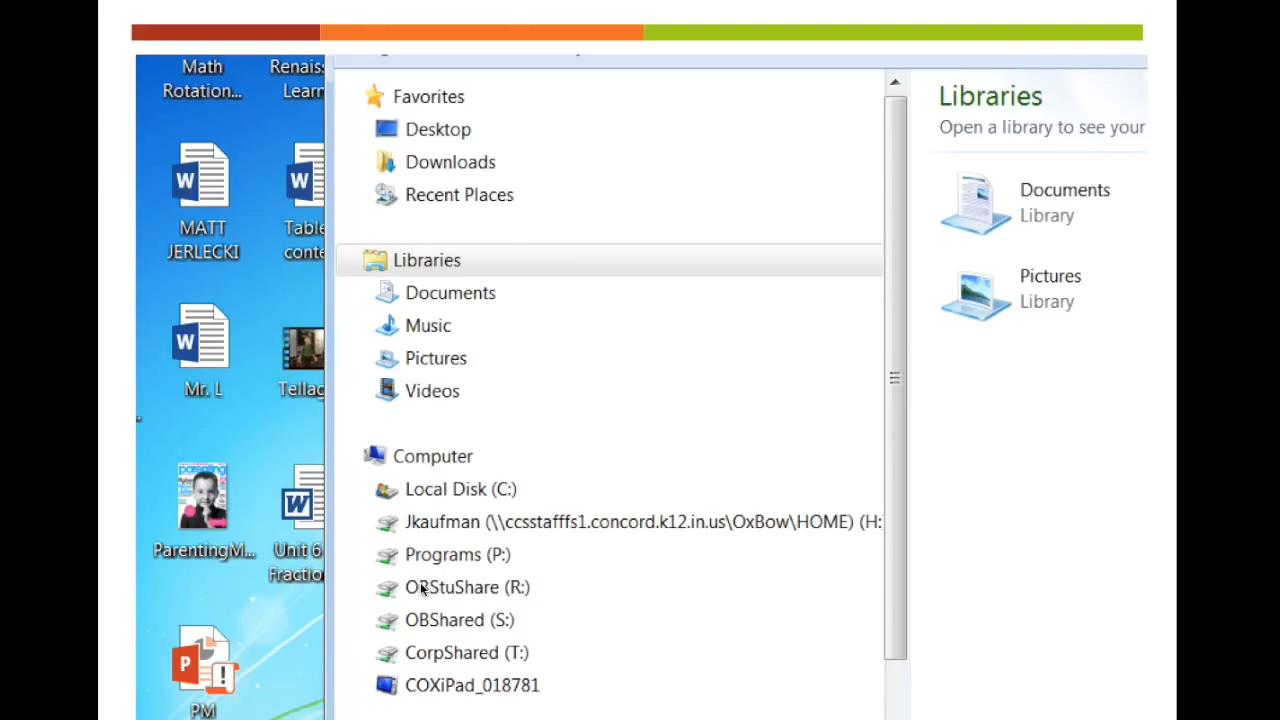 Math
Rotation...
Renais
Learn
MATT
JERLECKI
Table
conte
Mr. L
Tellag
ParentingM...
Unit 6
Fractio
PM
Favorites
Desktop
Downloads
Recent Places
Libraries
Documents
Music
Pictures
Videos
Computer
Local Disk (C:)
Jkaufman (\\ccsstafffs1.concord.k12.in.us\OxBow\HOME) (H:
Programs (P:)
OBStuShare (R:)
OBShared (S:)
CorpShared (T:)
COXiPad_018781
Libraries
Open a library to see your
Documents
Library
Pictures
Library